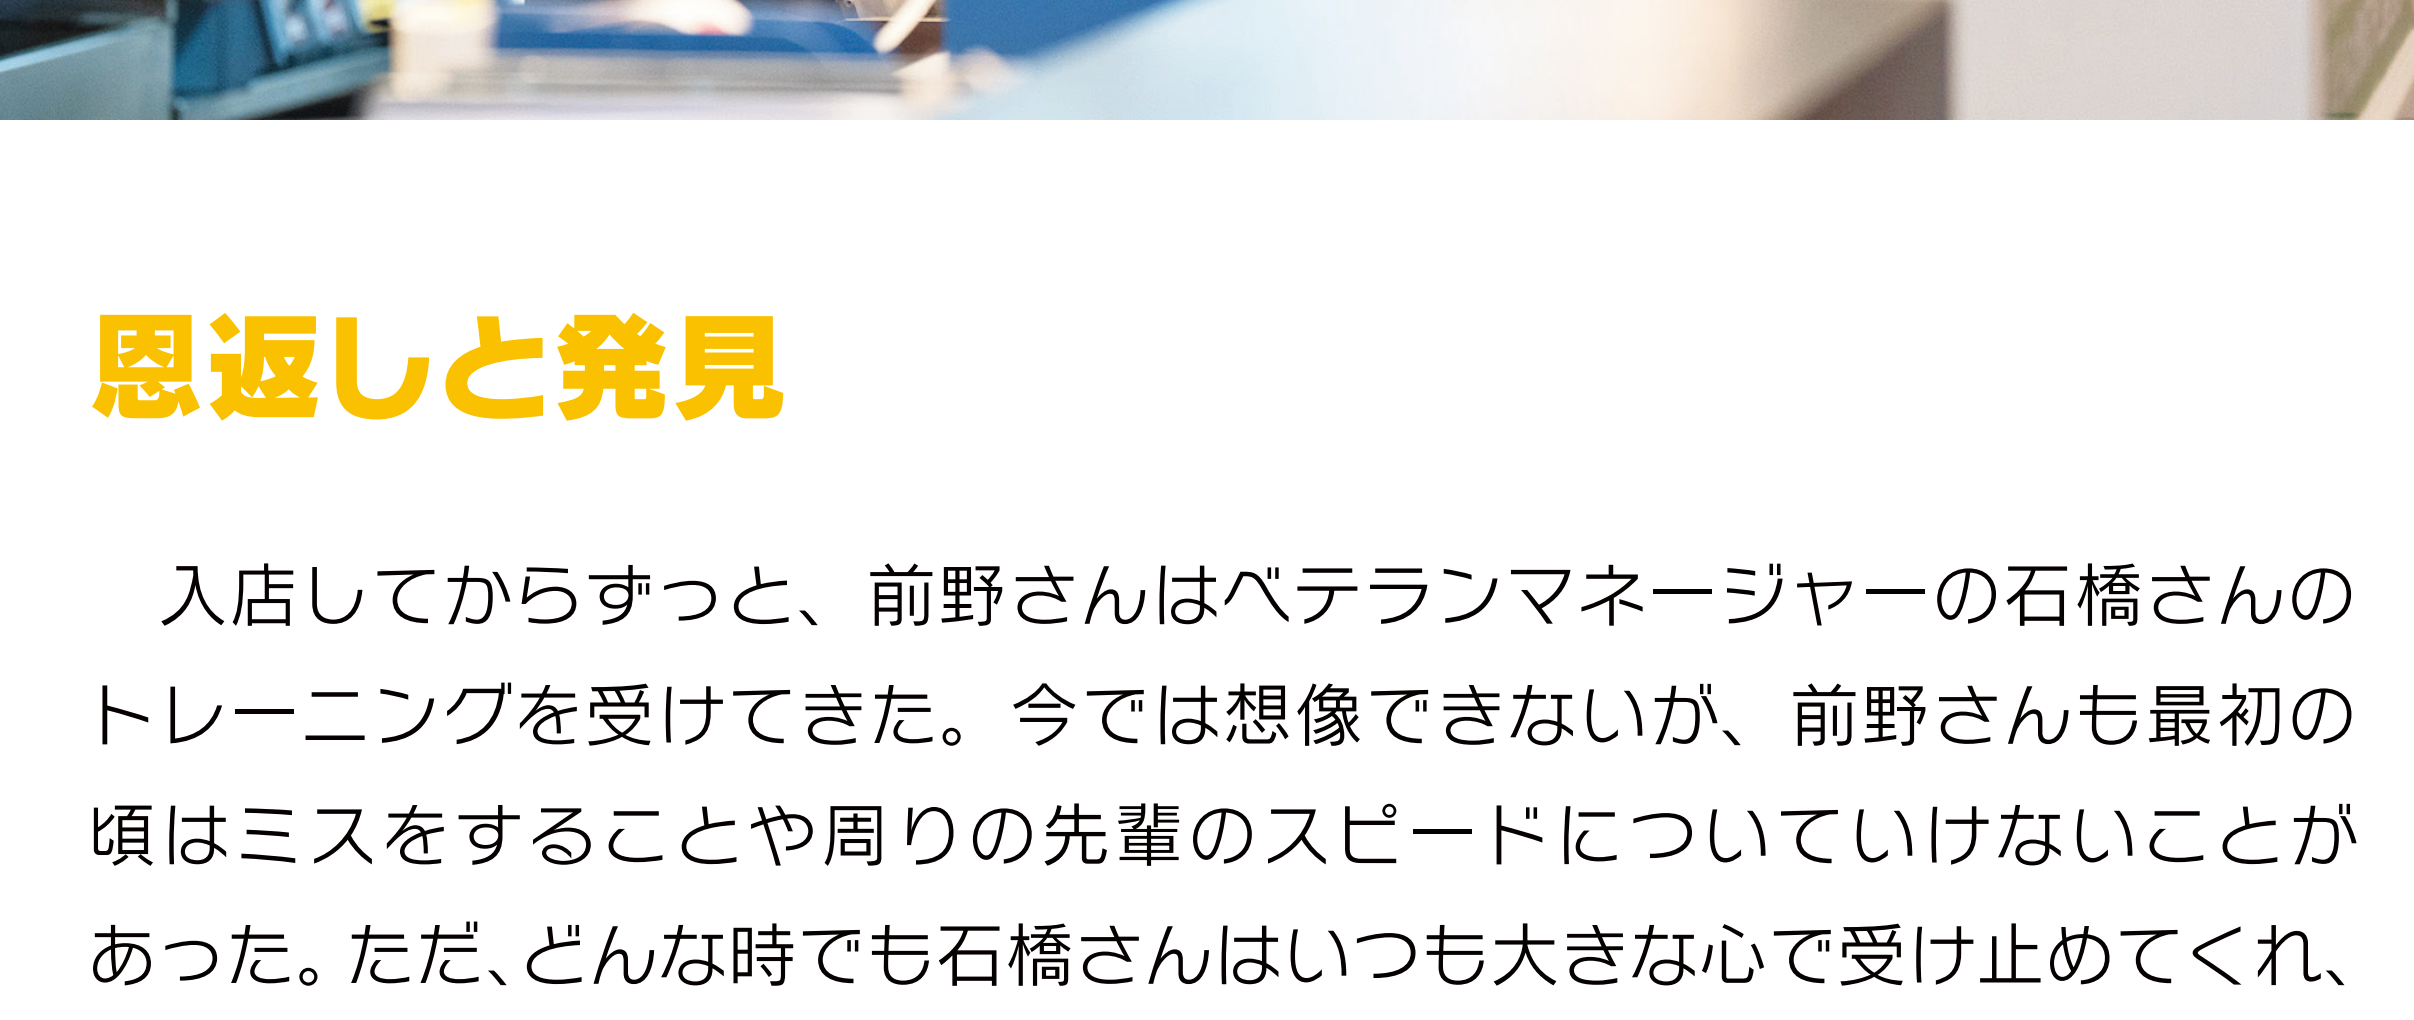 恩返しと発見
入店してからずっと、前野さんはベテランマネージャーの石橋さんの
トレーニングを受けてきた。今では想像できないが、前野さんも最初の
頃はミスをすることや周りの先輩のスピードについていけないことが
あった。ただ、どんな時でも石橋さんはいつも大きな心で受け止めてくれ、